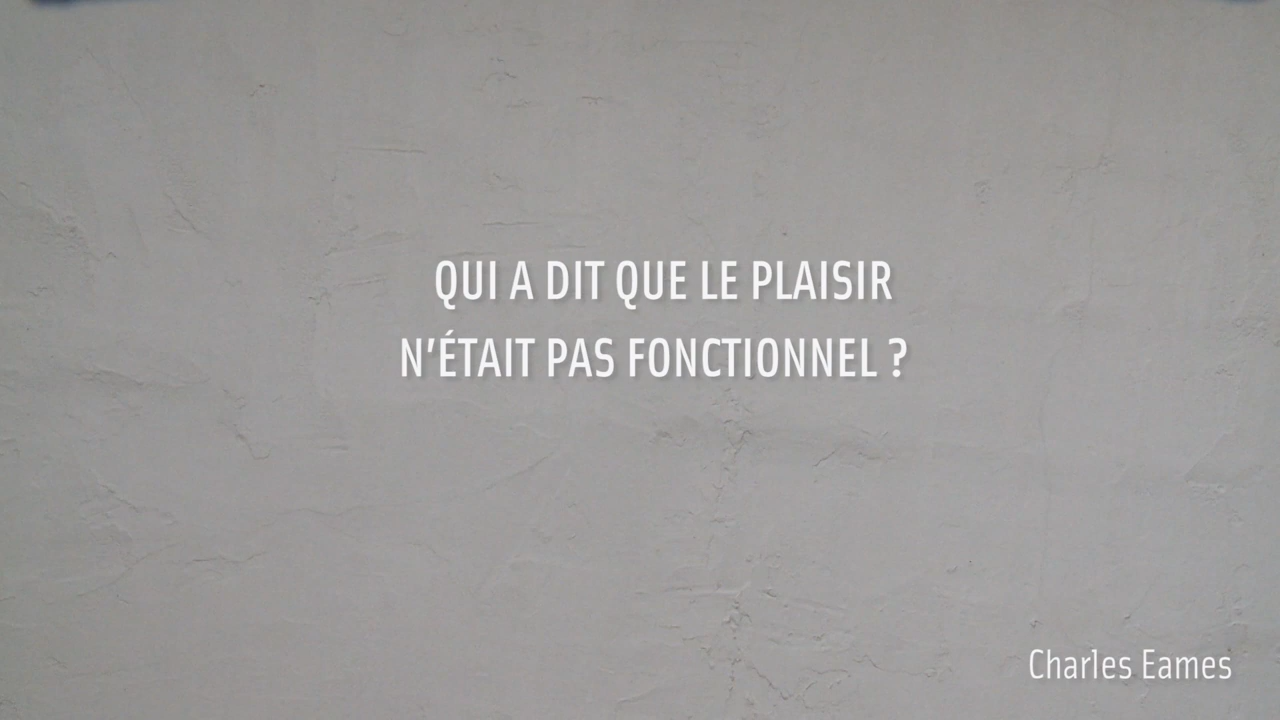 QUI A DIT QUE LE PLAISIR
N’ÉTAIT PAS FONCTIONNEL ?
Charles Eames